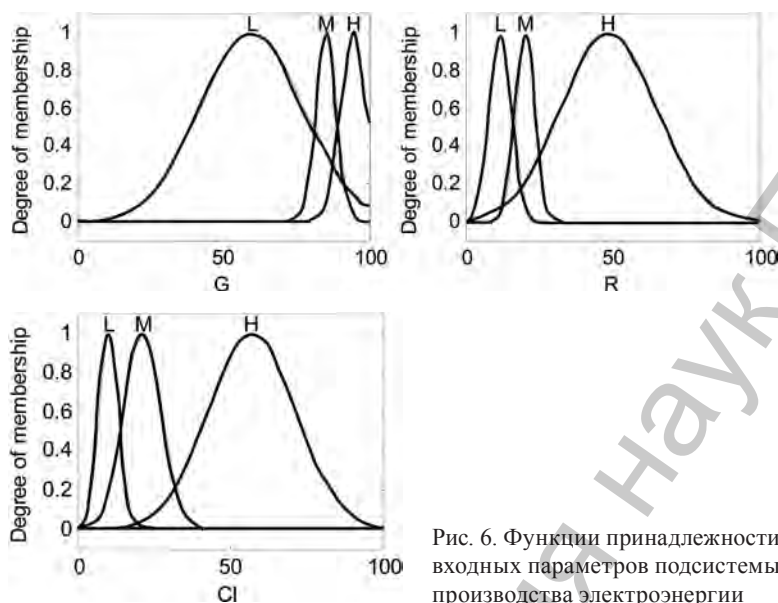 L M H
Degree of membership
1
0.8
0.6
0.4
0.2
0
0 50 100
G
L M H
Degree of membership
1
0.8
0,6
0.4
0.2
0
0 50 100
R
L M H
Degree of membership
1
0.8
0.6
0.4
0.2
0
0 50 100
CI
Рис. 6. Функции принадлежности
входных параметров подсистемы
производства электроэнергии
я наук